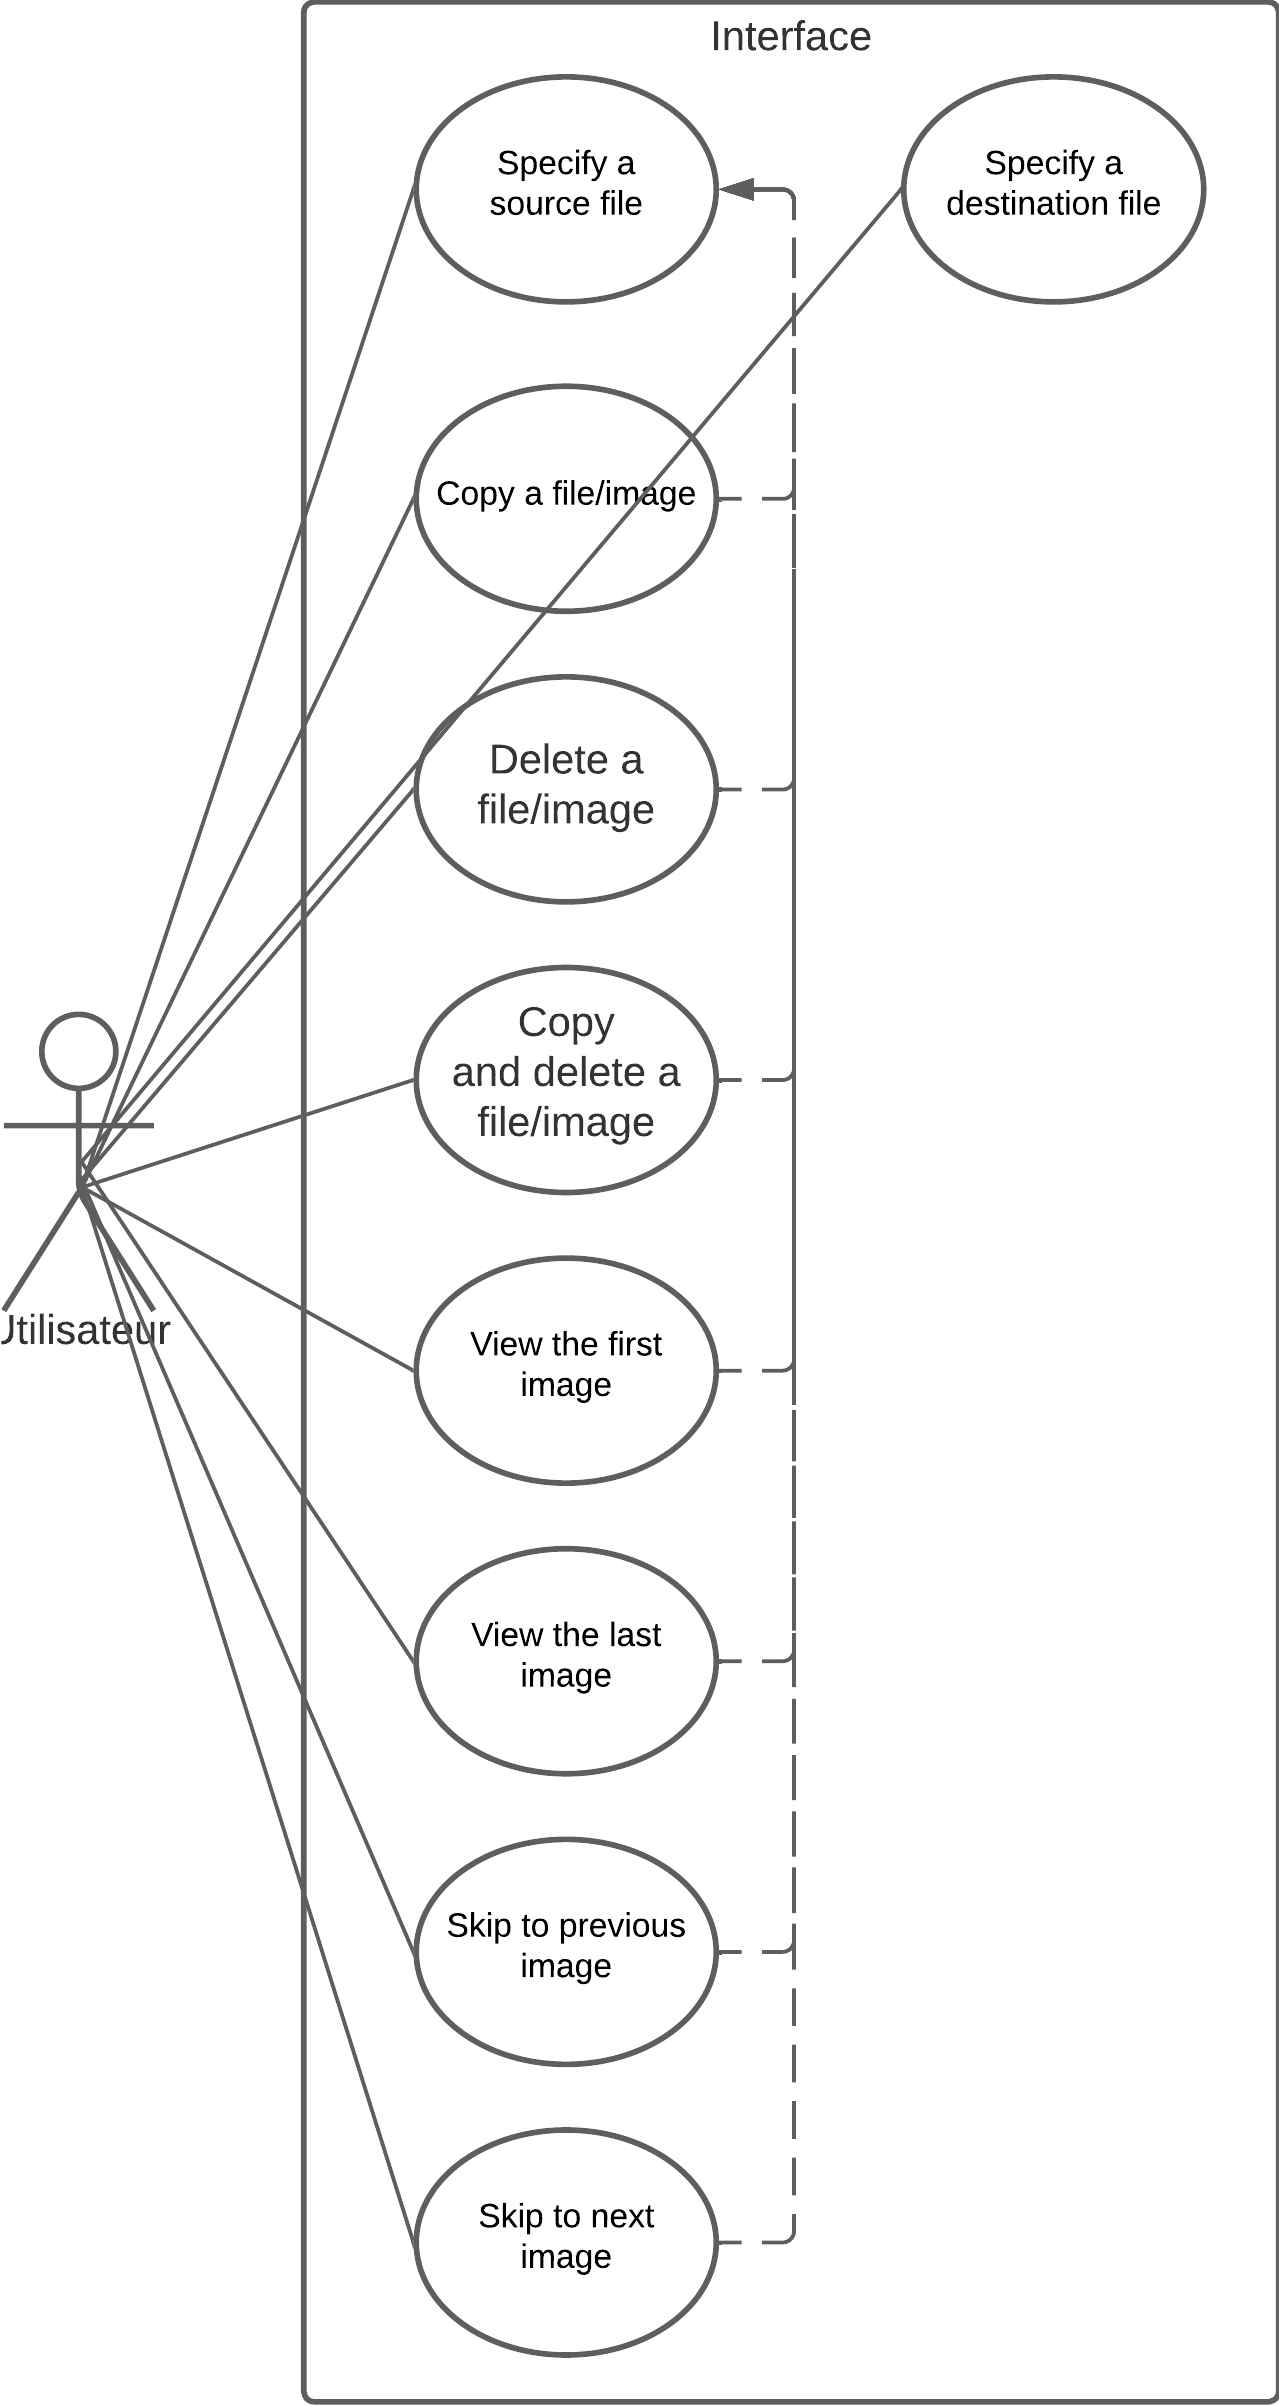 Interface
Specify a
source file
Specify a
destination file
Copy a file/image
Delete a
file/image
Copy
and delete a
file/image
Utilisateur
View the first
image
View the last
image
Skip to previous
image
Skip to next
image